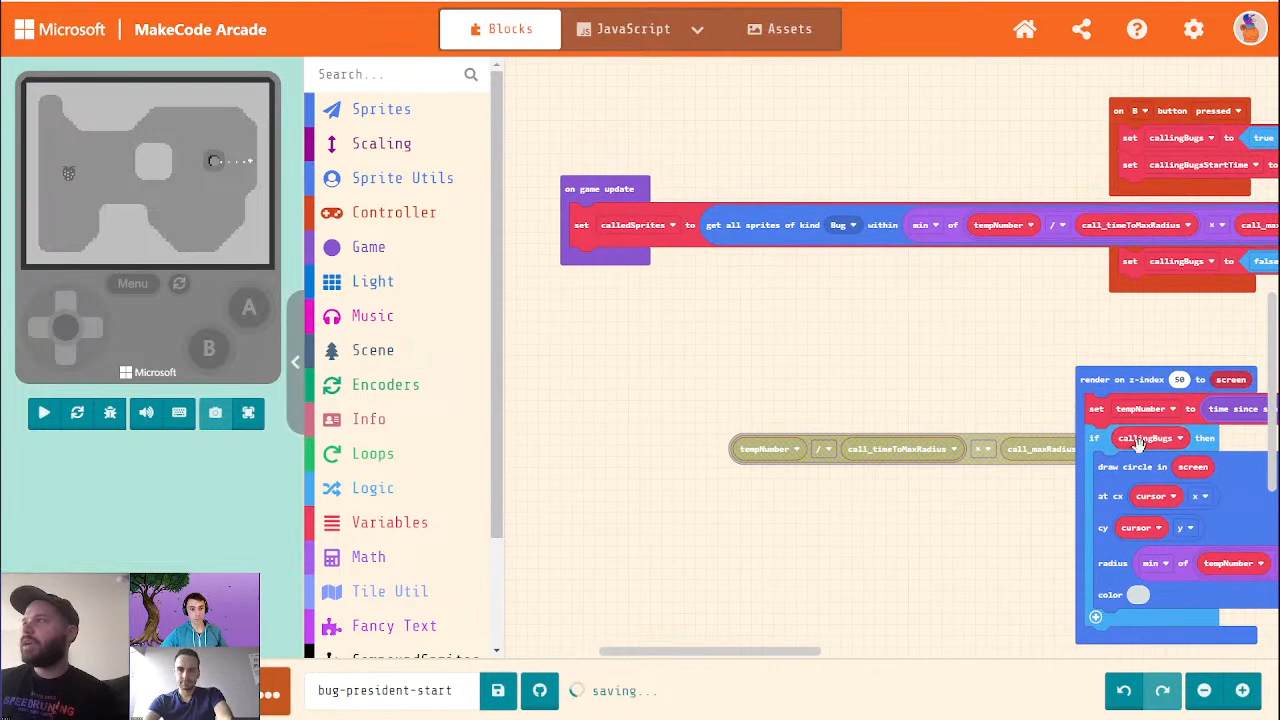 Microsoft
MakeCode Arcade
Blocks
JavaScript
Assets
Search...
Sprites
Scaling
Sprite Utils
Controller
Game
Light
Music
Scene
Encoders
Info
Loops
Logic
Variables
Math
Tile Util
Fancy Text
Menu
A
B
Microsoft
on B button pressed
set callingBugs to true
set callingBugsStartTime to
on game update
set calledSprites to get all sprites of kind Bug within min of tempNumber / call_timeToMaxRadius ×
set callingBugs to false
render on z-index 50 to screen
set tempNumber to time since
tempNumber / call_timeToMaxRadius × call_maxRadius
if callingBugs then
draw circle in screen
at cx cursor x
cy cursor y
radius min of tempNumber
color
SPEEDRUNNING
bug-president-start
saving...